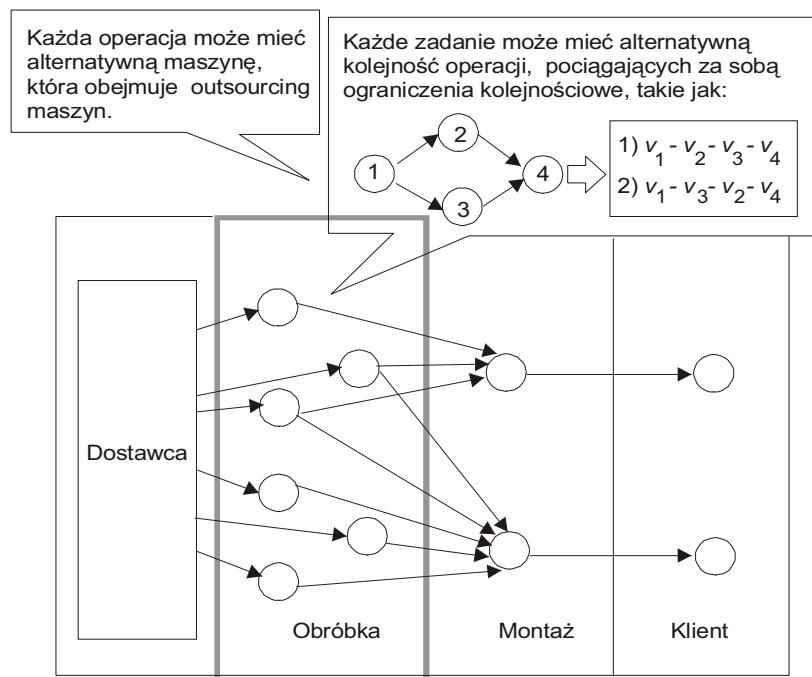 Każda operacja może mieć
alternatywną maszynę,
która obejmuje outsourcing
maszyn.
Każde zadanie może mieć alternatywną
kolejność operacji, pociągających za sobą
ograniczenia kolejnościowe, takie jak:
1
2
3
4
1) v₁ - v₂ - v₃ - v₄
2) v₁ - v₃ - v₂ - v₄
Dostawca
Obróbka
Montaż
Klient